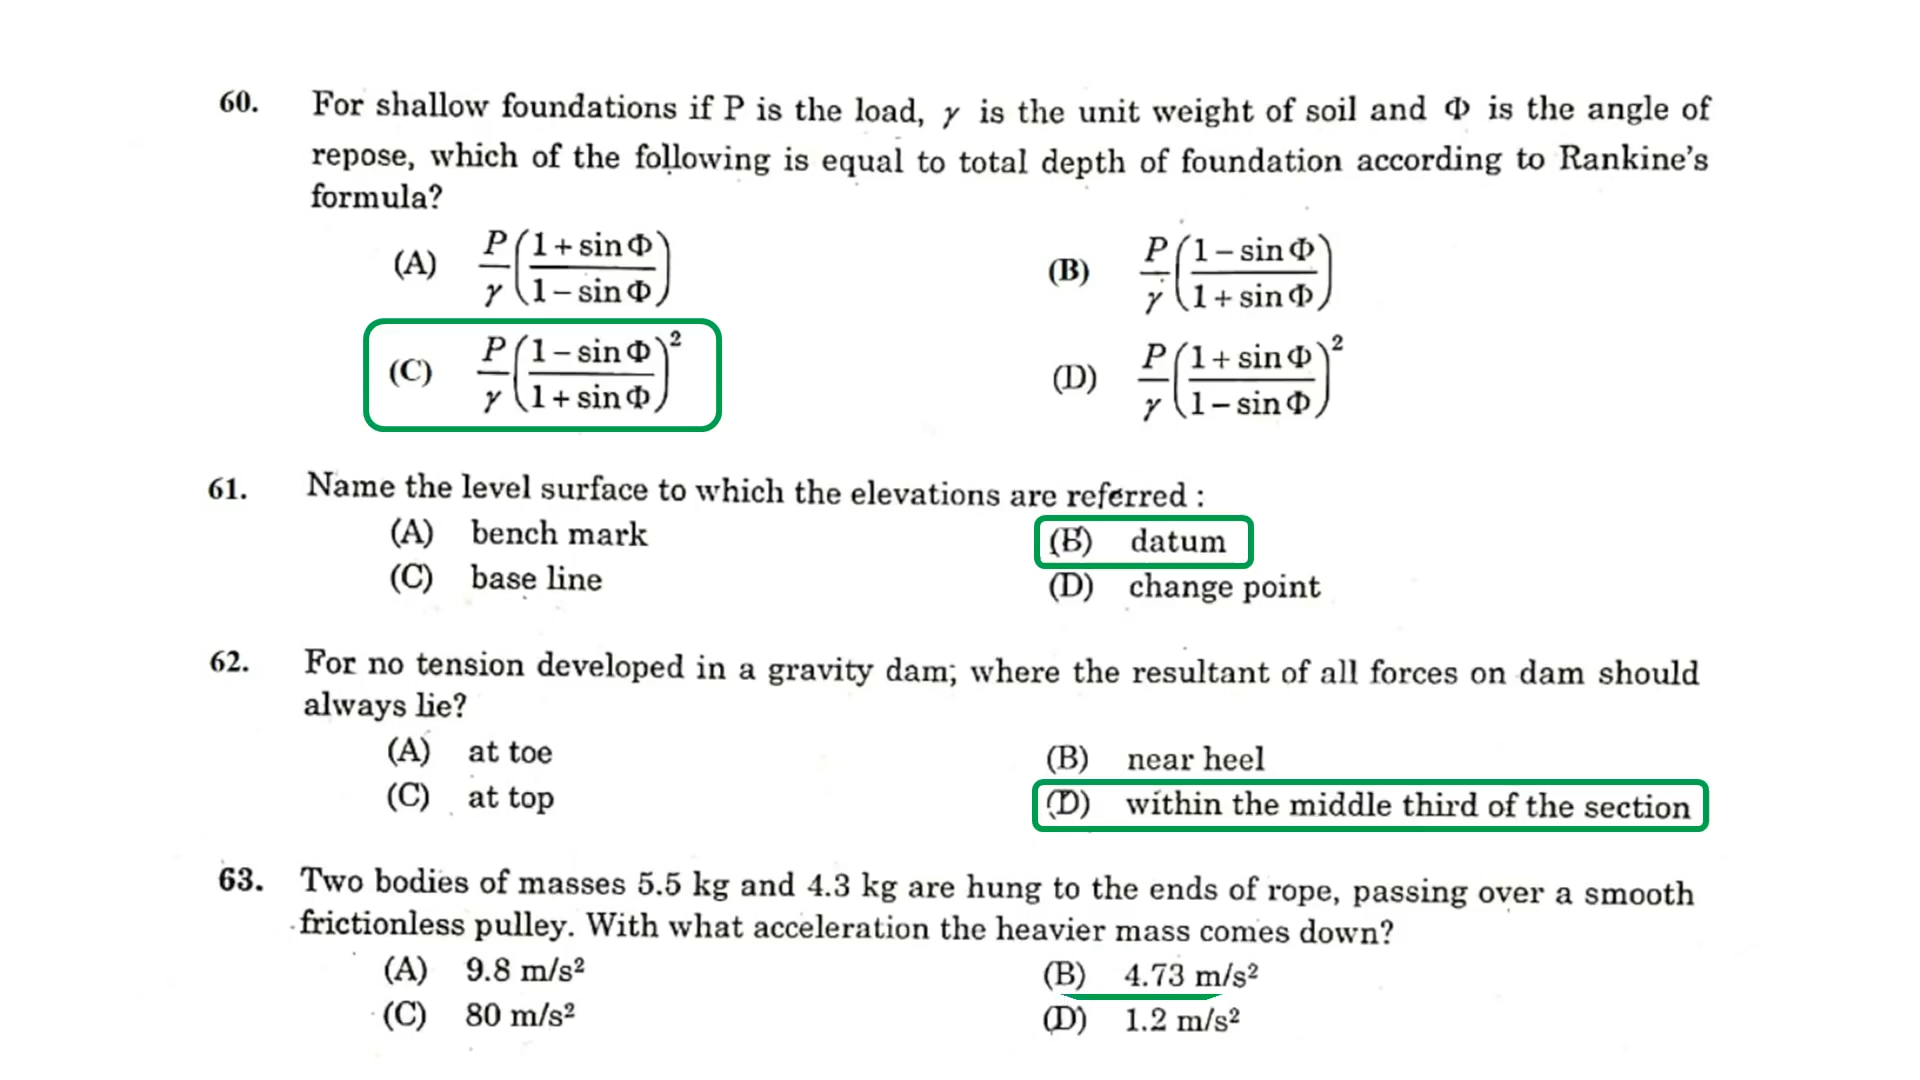 60. For shallow foundations if P is the load, γ is the unit weight of soil and Φ is the angle of
repose, which of the following is equal to total depth of foundation according to Rankine's
formula?
(A) P/γ ((1 + sin Φ)/(1 – sin Φ)) (B) P/γ ((1 – sin Φ)/(1 + sin Φ))
(C) P/γ ((1 – sin Φ)/(1 + sin Φ))² (D) P/γ ((1 + sin Φ)/(1 – sin Φ))²
61. Name the level surface to which the elevations are referred :
(A) bench mark (B) datum
(C) base line (D) change point
62. For no tension developed in a gravity dam; where the resultant of all forces on dam should
always lie?
(A) at toe (B) near heel
(C) at top (D) within the middle third of the section
63. Two bodies of masses 5.5 kg and 4.3 kg are hung to the ends of rope, passing over a smooth
frictionless pulley. With what acceleration the heavier mass comes down?
(A) 9.8 m/s² (B) 4.73 m/s²
(C) 80 m/s² (D) 1.2 m/s²